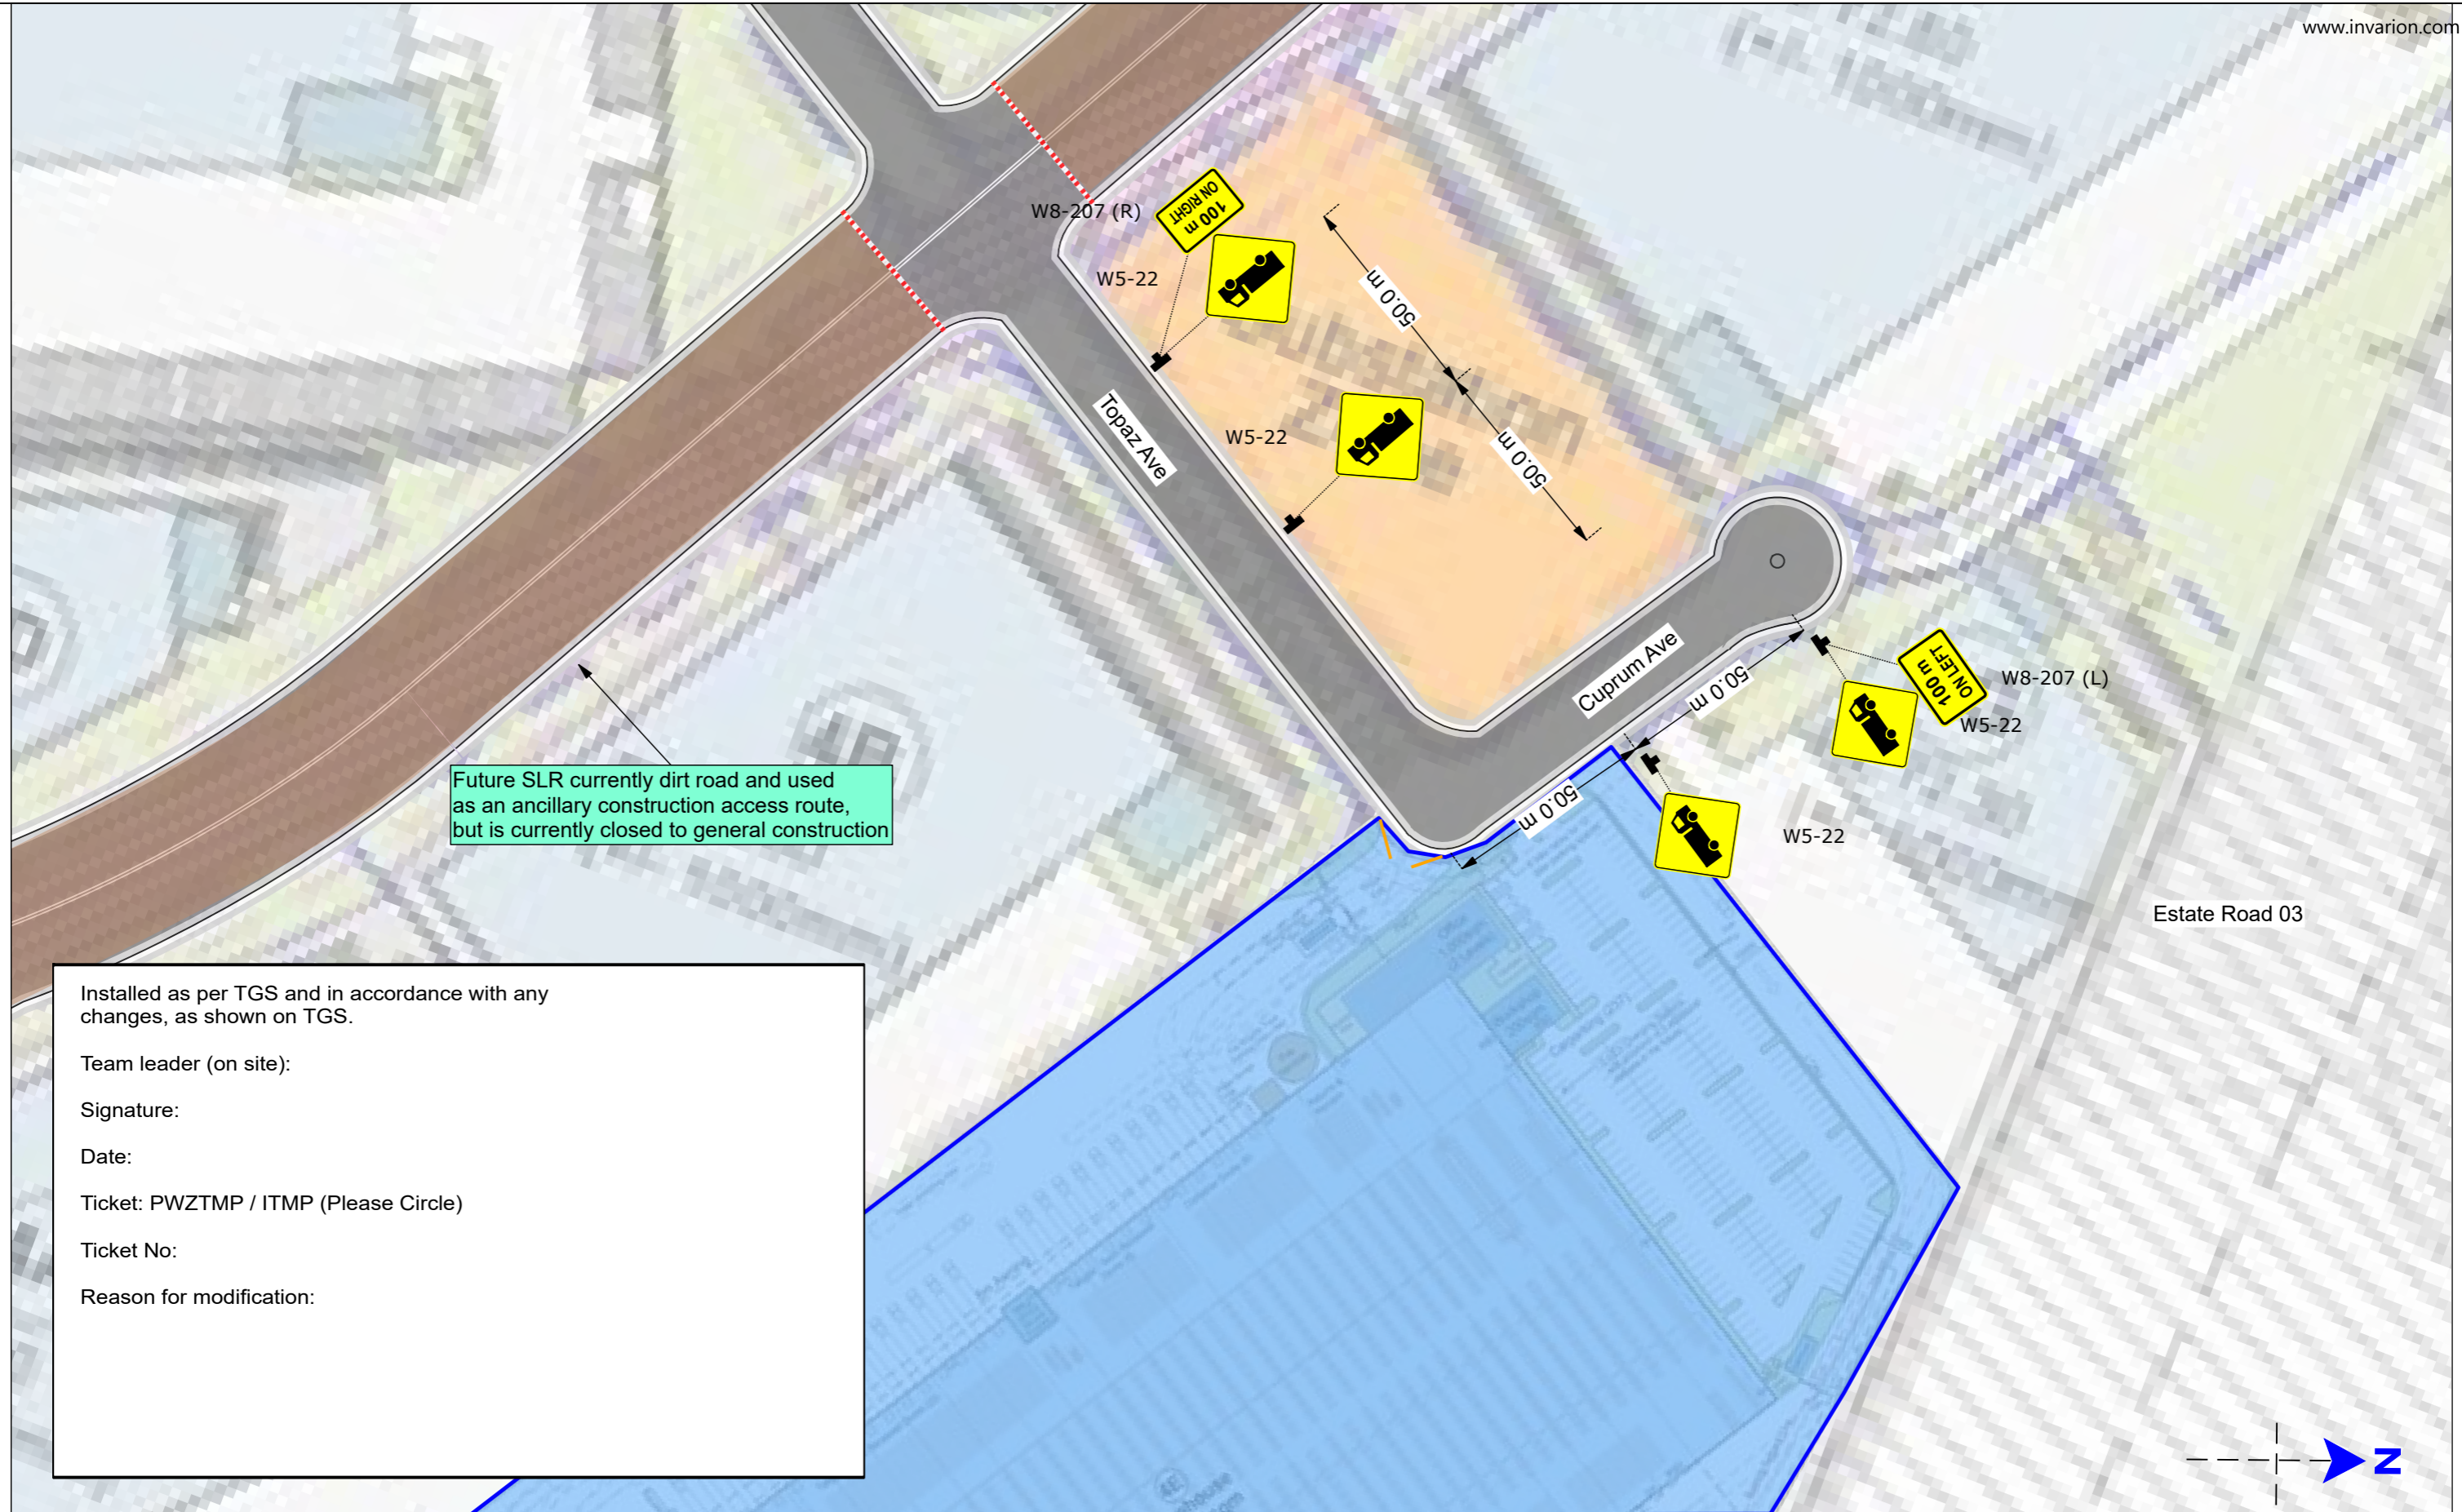 www.invarion.com
ON RIGHT
100 m
W8-207 (R)
W5-22
50.0 m
W5-22
50.0 m
Topaz Ave
Cuprum Ave
50.0 m
ON LEFT
100 m
W8-207 (L)
W5-22
50.0 m
W5-22
Future SLR currently dirt road and used
as an ancillary construction access route,
but is currently closed to general construction
Estate Road 03
Installed as per TGS and in accordance with any
changes, as shown on TGS.
Team leader (on site):
Signature:
Date:
Ticket: PWZTMP / ITMP (Please Circle)
Ticket No:
Reason for modification:
N